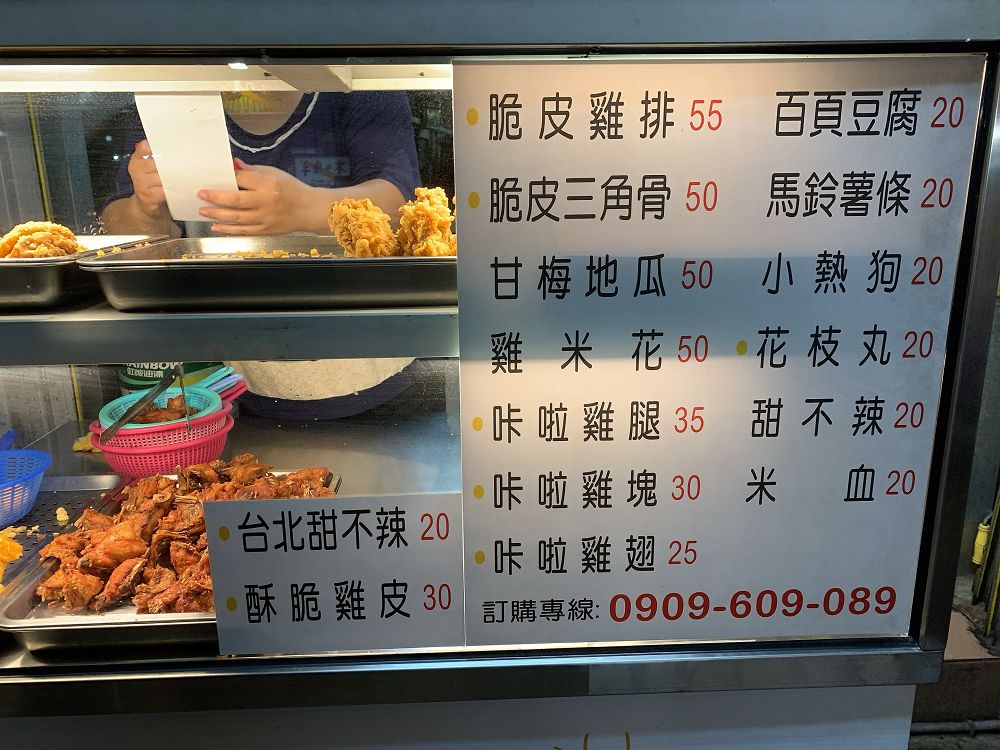 脆皮雞排 55
脆皮三角骨 50
甘梅地瓜 50
雞米花 50
咔啦雞腿 35
咔啦雞塊 30
咔啦雞翅 25
百頁豆腐 20
馬鈴薯條 20
小熱狗 20
花枝丸 20
甜不辣 20
米血 20
訂購專線: 0909-609-089
台北甜不辣 20
酥脆雞皮 30